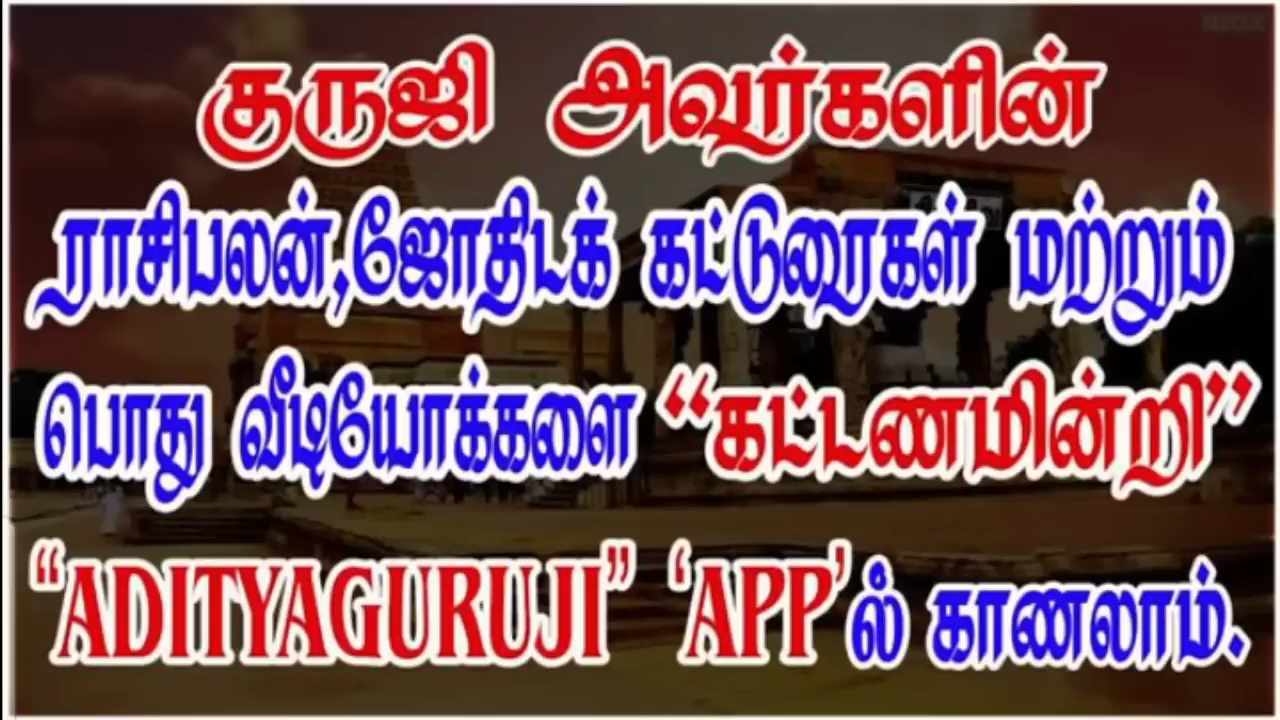 குருஜி அவர்களின்
ராசிபலன்,ஜோதிடக் கட்டுரைகள் மற்றும்
பொது வீடியோக்களை “கட்டணமின்றி”
“ADITYAGURUJI” ‘APP’ல் காணலாம்.